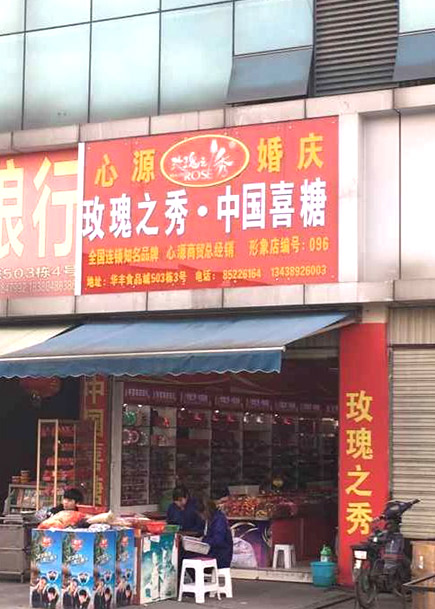 心源 玫瑰之秀 ROSE 婚庆
玫瑰之秀·中国喜糖
全国连锁知名品牌 心源商贸总经销 形象店编号:096
地址:华丰食品城503栋3号 电话:85226164 13438926003
银行
503栋4号
玫瑰之秀
中国喜